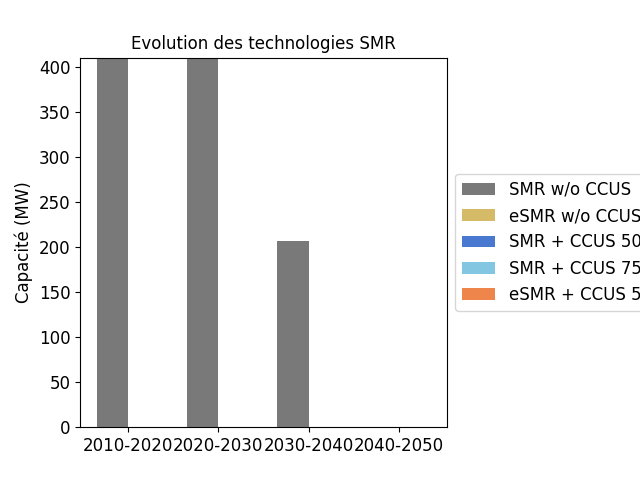 Evolution des technologies SMR
Capacité (MW)
400
350
300
250
200
150
100
50
0
2010-2020 2020-2030 2030-2040 2040-2050
SMR w/o CCUS
eSMR w/o CCUS
SMR + CCUS 50
SMR + CCUS 75
eSMR + CCUS 5